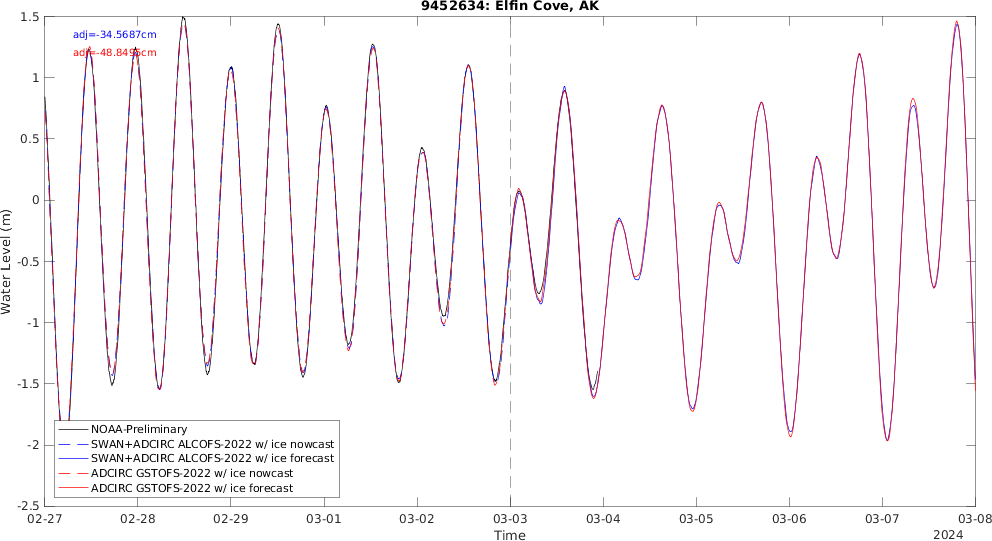 9452634: Elfin Cove, AK
adj=-34.5687cm
adj=-48.8495cm
Water Level (m)
1.5
1
0.5
0
-0.5
-1
-1.5
-2
-2.5
NOAA-Preliminary
SWAN+ADCIRC ALCOFS-2022 w/ ice nowcast
SWAN+ADCIRC ALCOFS-2022 w/ ice forecast
ADCIRC GSTOFS-2022 w/ ice nowcast
ADCIRC GSTOFS-2022 w/ ice forecast
02-27 02-28 02-29 03-01 03-02 03-03 03-04 03-05 03-06 03-07 03-08
Time
2024